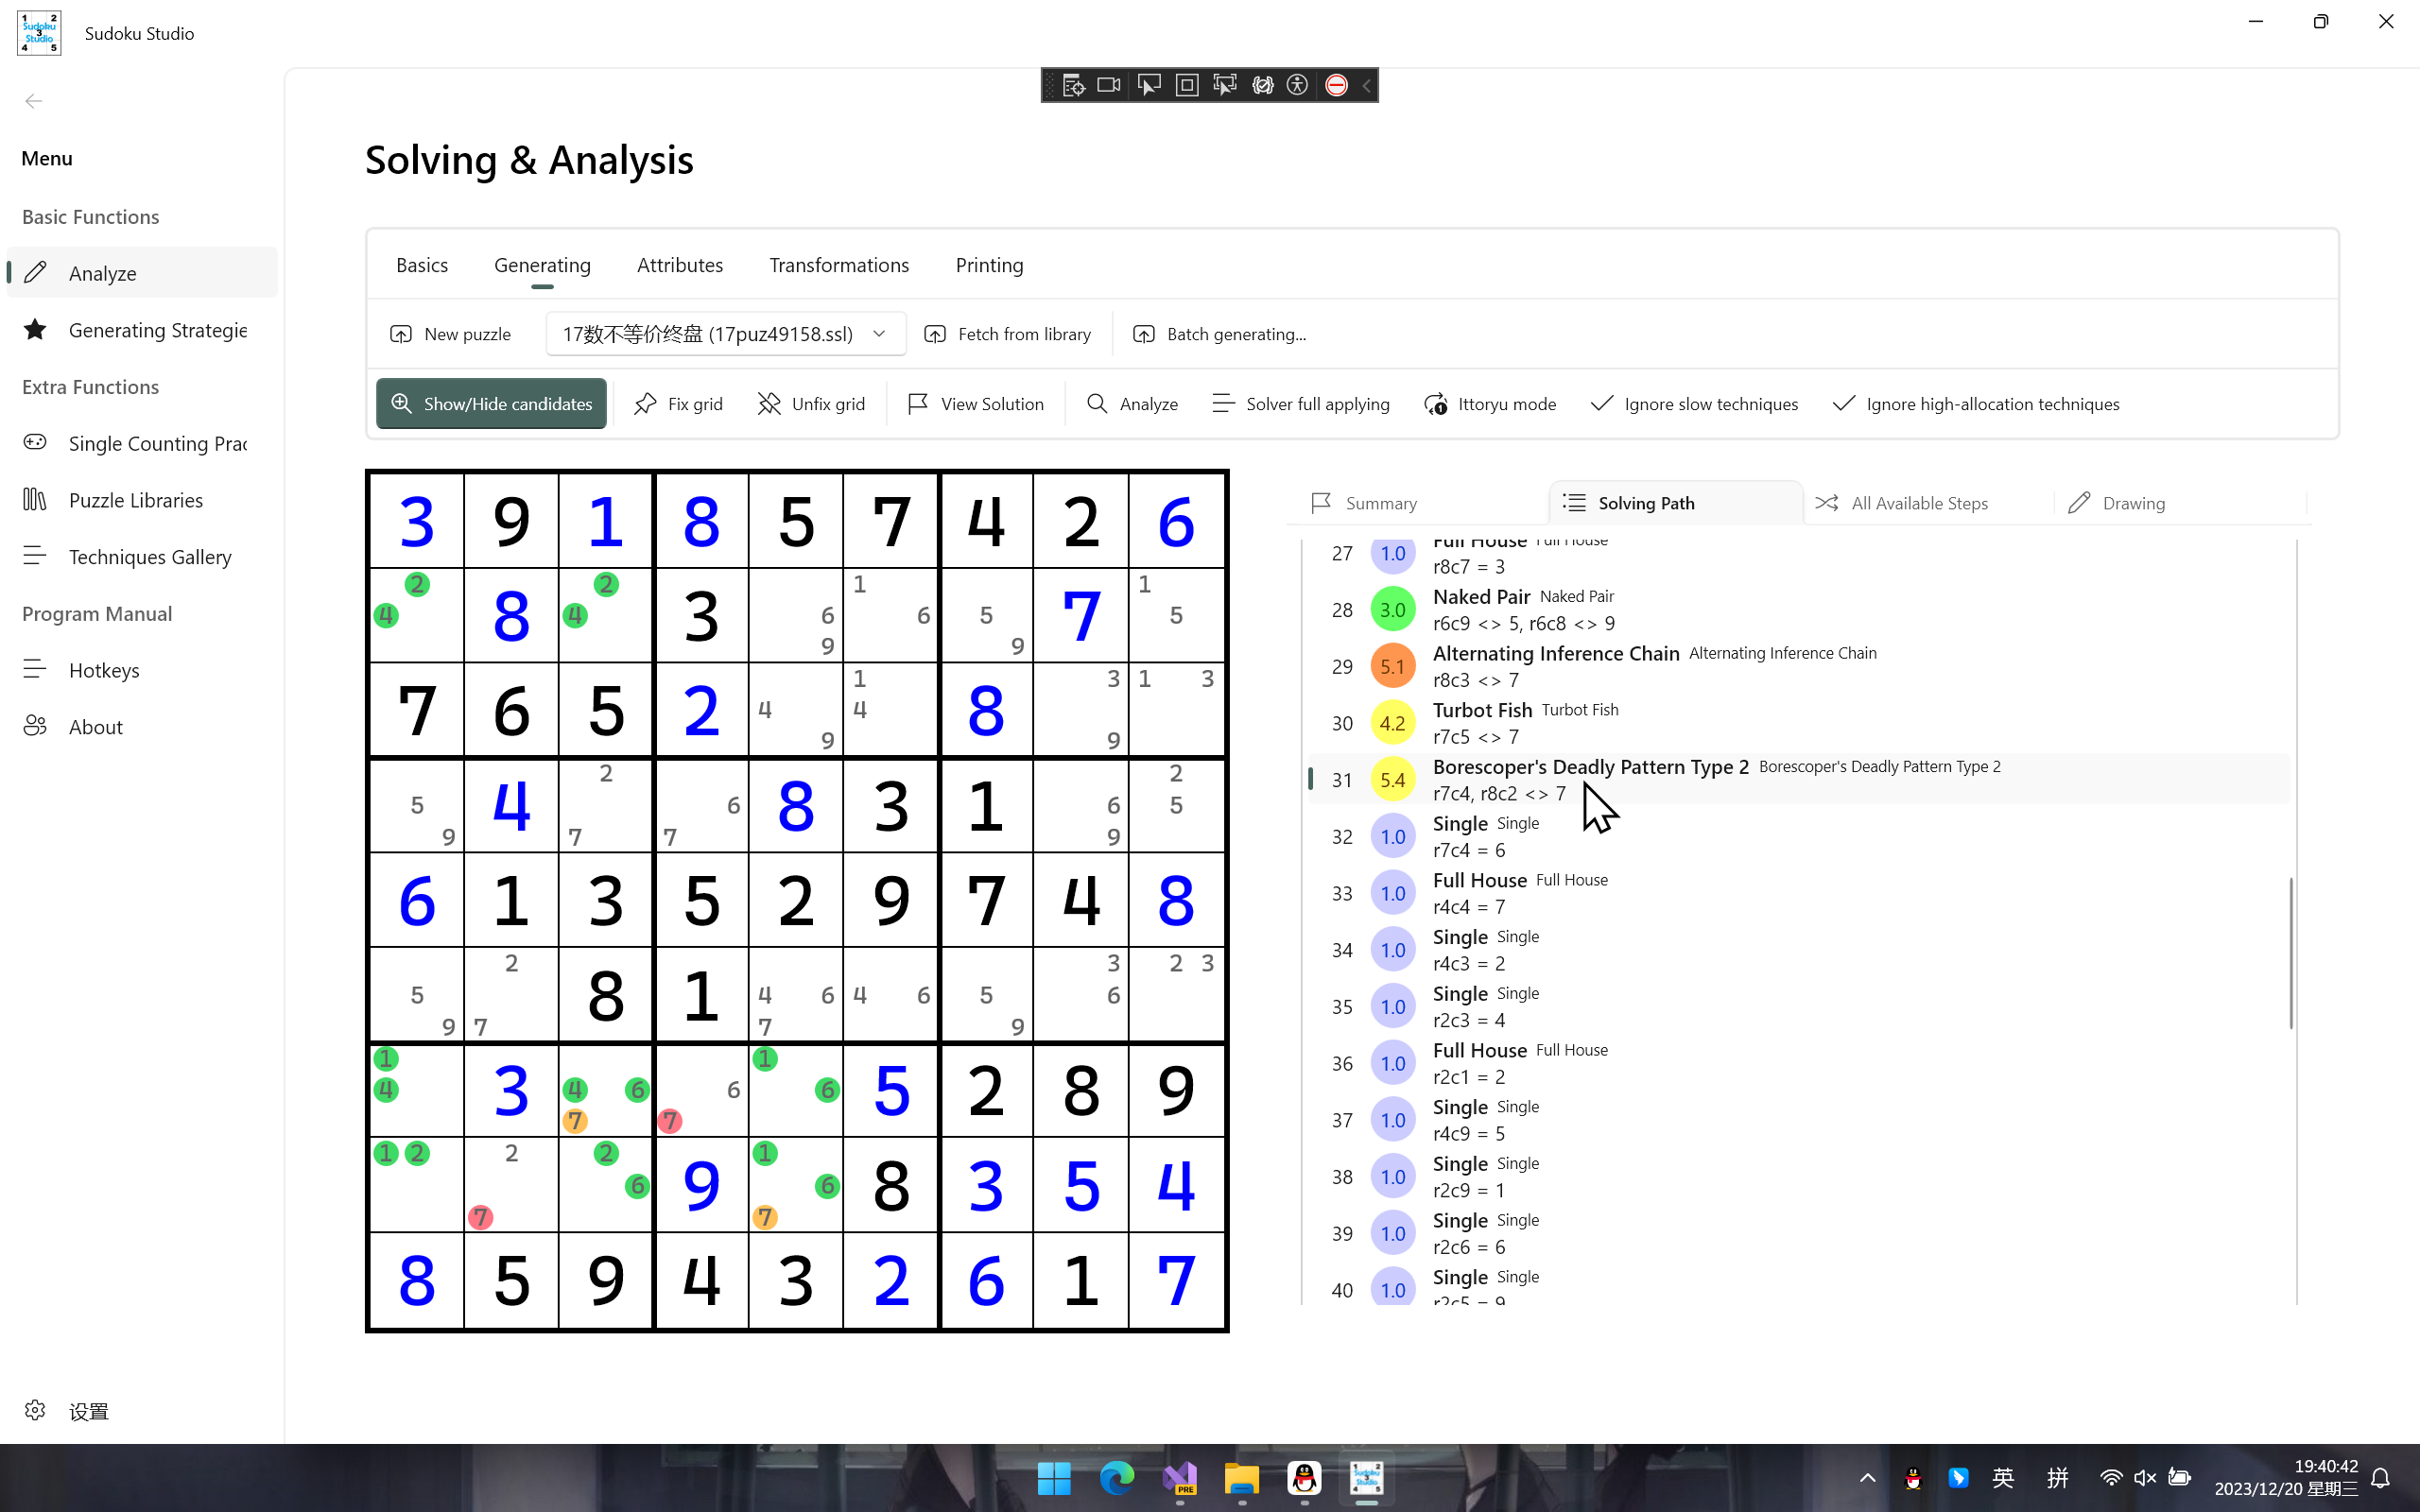 Sudoku Studio
Menu
Basic Functions
Analyze
Generating Strategie
Extra Functions
Single Counting Prac
Puzzle Libraries
Techniques Gallery
Program Manual
Hotkeys
About
设置
Solving & Analysis
Basics Generating Attributes Transformations Printing
New puzzle 17数不等价终盘 (17puz49158.ssl) Fetch from library Batch generating...
Show/Hide candidates Fix grid Unfix grid View Solution Analyze Solver full applying Ittoryu mode Ignore slow techniques Ignore high-allocation techniques
3 9 1 8 5 7 4 2 6
2 2 1 1
4 8 4 3 6 6 5 7 5
9 9
3 1 3 1
7 6 5 2 4 4 8
9 9
2 2
5 4 6 8 3 1 6 5
9 7 7 9
6 1 3 5 2 9 7 4 8
2 3 2 3
5 8 1 4 6 4 6 5 6
9 7 7 9
1 1
4 3 4 6 6 6 5 2 8 9
7 7
1 2 2 2 1
6 9 6 8 3 5 4
7 7
8 5 9 4 3 2 6 1 7
Summary Solving Path All Available Steps Drawing
27 1.0 Full House Full House
r8c7 = 3
28 3.0 Naked Pair Naked Pair
r6c9 <> 5, r6c8 <> 9
29 5.1 Alternating Inference Chain Alternating Inference Chain
r8c3 <> 7
30 4.2 Turbot Fish Turbot Fish
r7c5 <> 7
31 5.4 Borescoper's Deadly Pattern Type 2 Borescoper's Deadly Pattern Type 2
r7c4, r8c2 <> 7
32 1.0 Single Single
r7c4 = 6
33 1.0 Full House Full House
r4c4 = 7
34 1.0 Single Single
r4c3 = 2
35 1.0 Single Single
r2c3 = 4
36 1.0 Full House Full House
r2c1 = 2
37 1.0 Single Single
r4c9 = 5
38 1.0 Single Single
r2c9 = 1
39 1.0 Single Single
r2c6 = 6
40 1.0 Single Single
r2c5 = 9
英 拼 19:40:42
2023/12/20 星期三